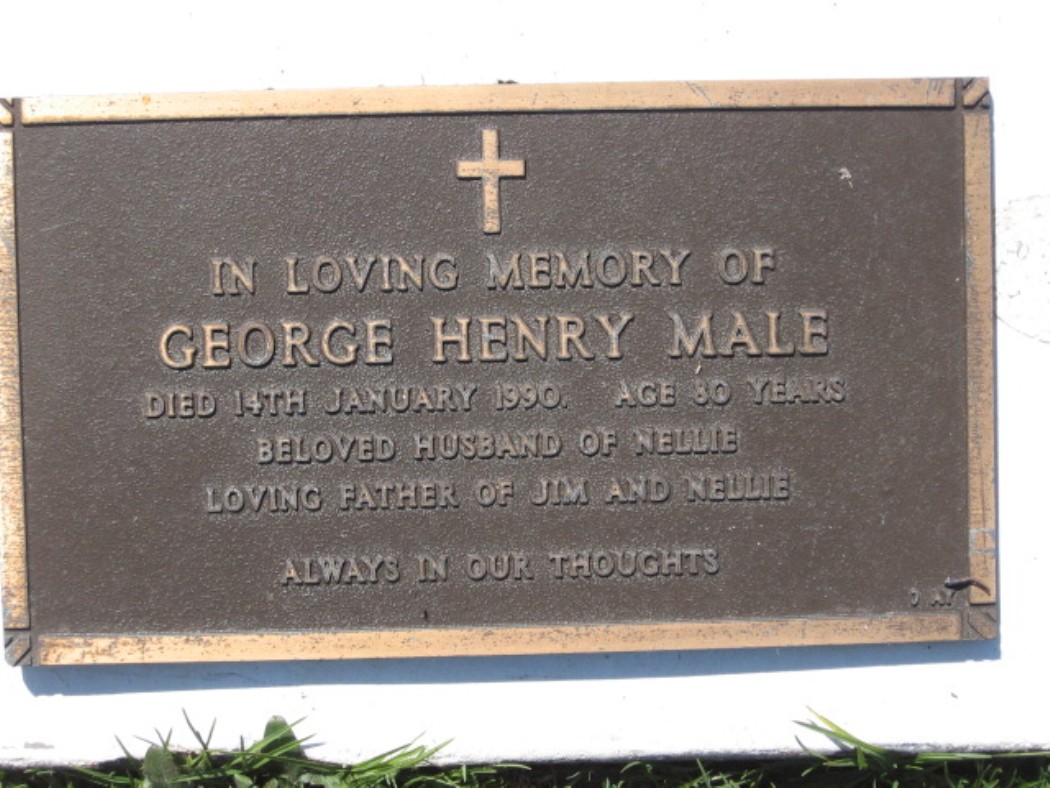 IN LOVING MEMORY OF
GEORGE HENRY MALE
DIED 14TH JANUARY 1990. AGE 80 YEARS
BELOVED HUSBAND OF NELLIE
LOVING FATHER OF JIM AND NELLIE
ALWAYS IN OUR THOUGHTS